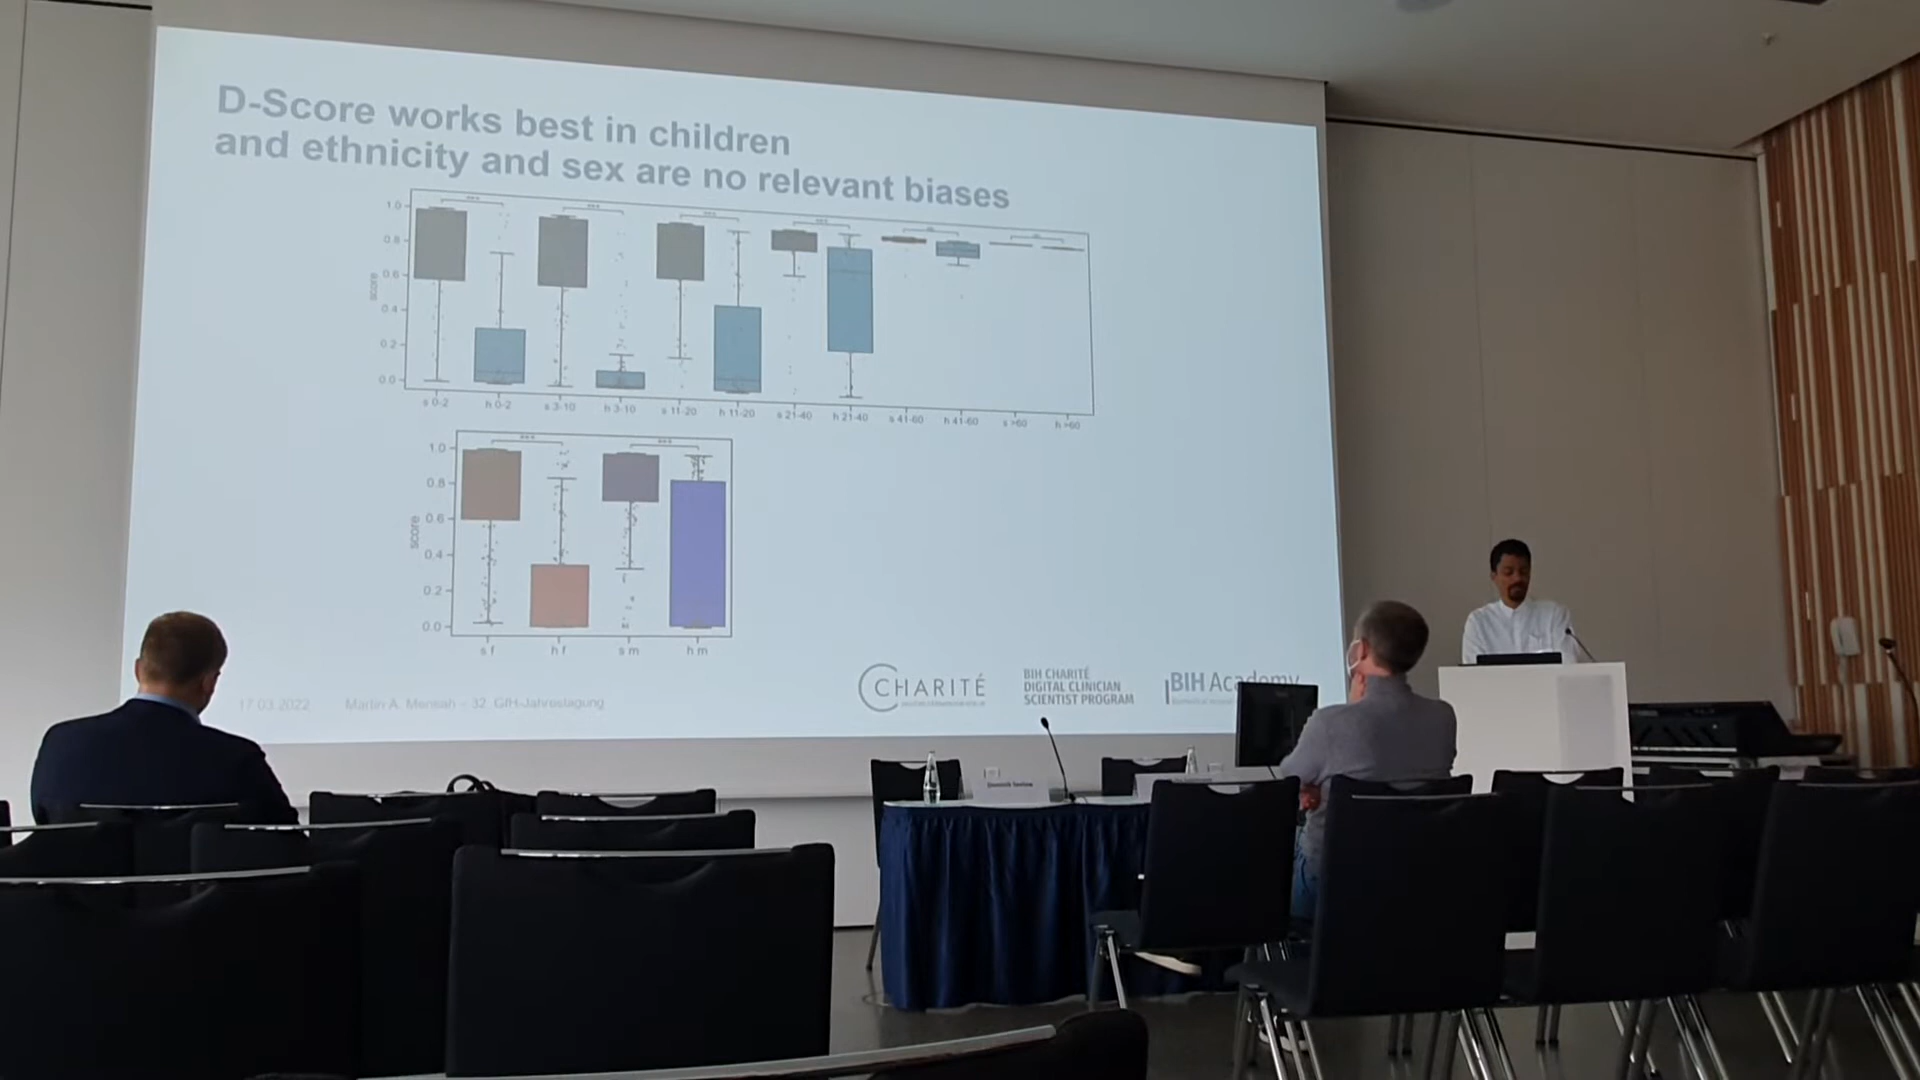 D-Score works best in children
and ethnicity and sex are no relevant biases
score
1.0
0.8
0.6
0.4
0.2
0.0
s 0-2
h 0-2
s 3-10
h 3-10
s 11-20
h 11-20
s 21-40
h 21-40
s 41-60
h 41-60
s >60
h >60
score
1.0
0.8
0.6
0.4
0.2
0.0
s f
h f
s m
h m
17.03.2022
Martin A. Mensah – 32. GfH-Jahrestagung
CHARITÉ
BIH CHARITÉ
DIGITAL CLINICIAN
SCIENTIST PROGRAM
BIH Academy